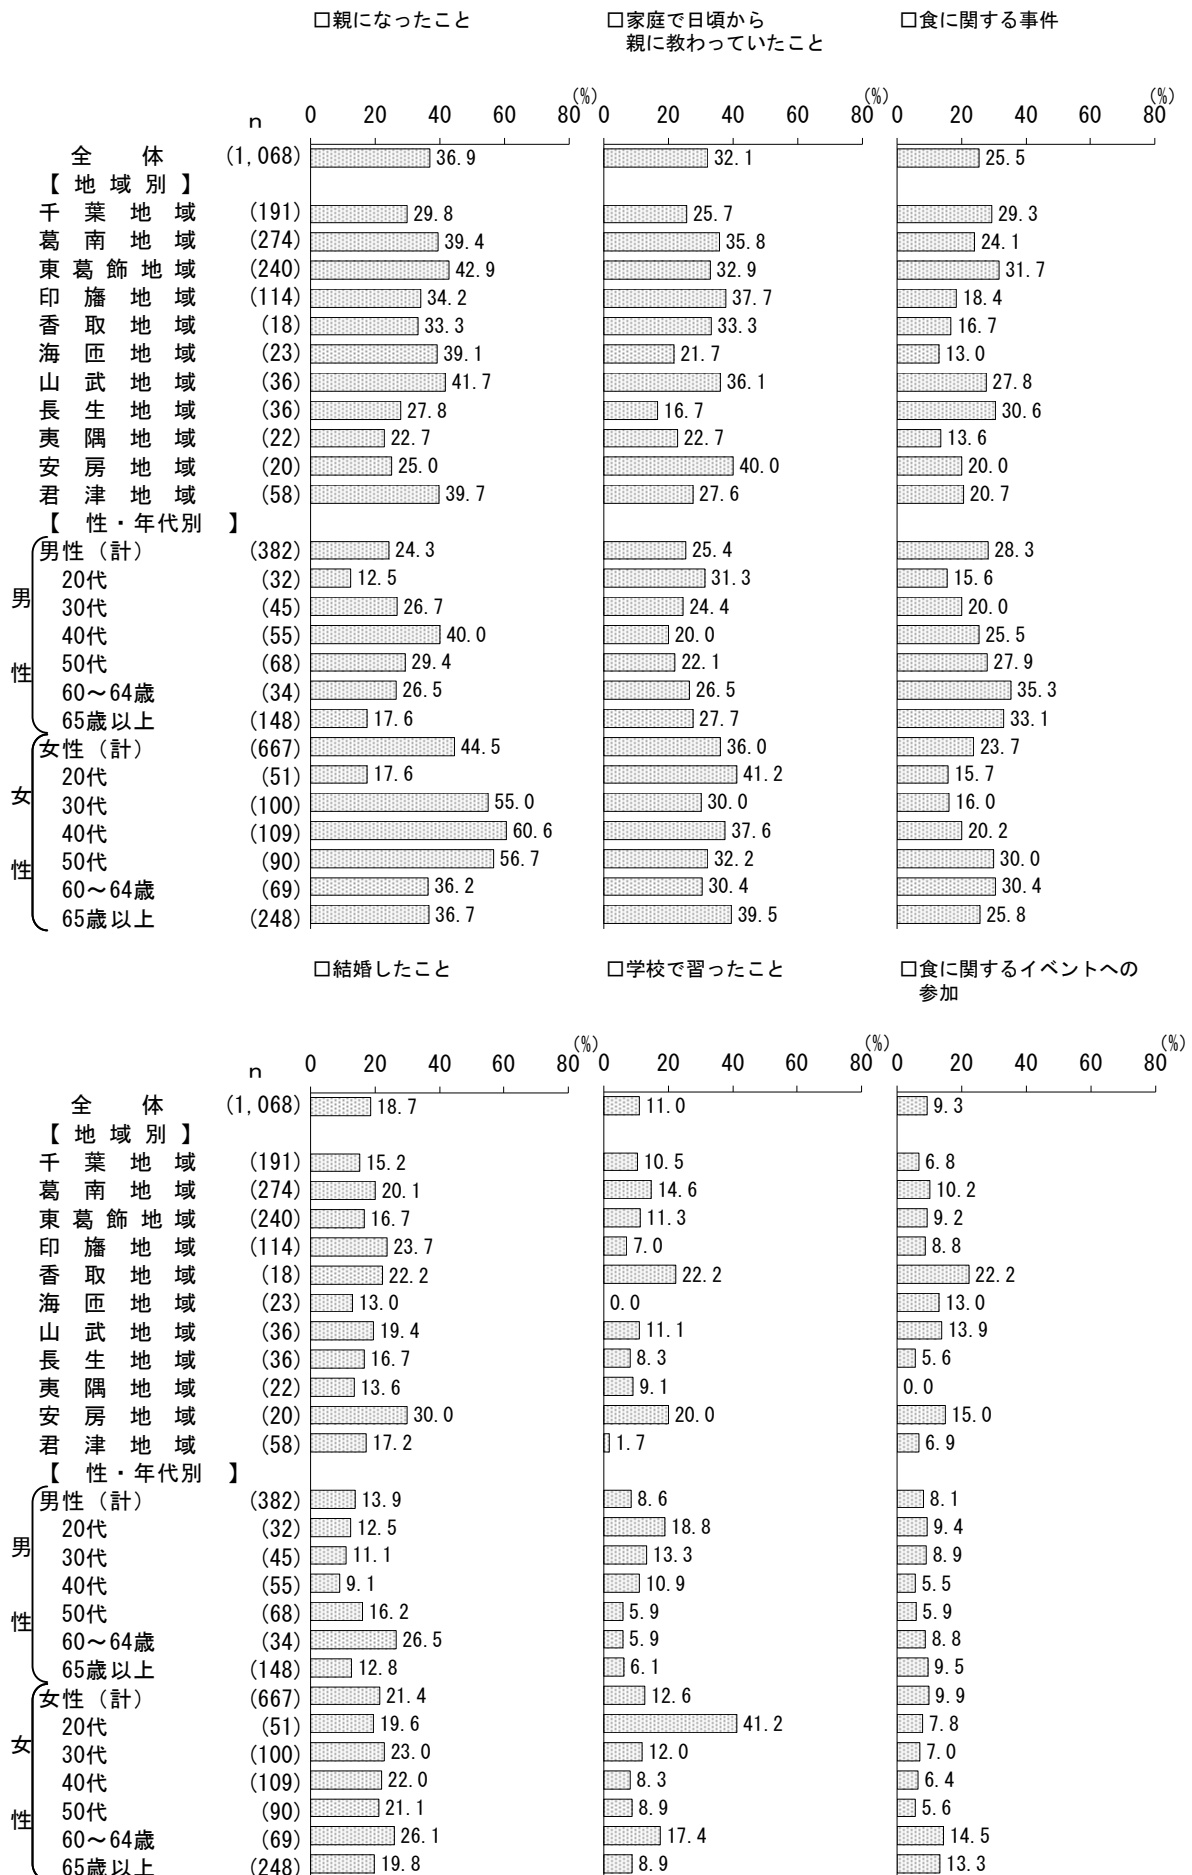 □親になったこと □家庭で日頃から □食に関する事件
親に教わっていたこと
(%) (%) (%)
n 0 20 40 60 80 0 20 40 60 80 0 20 40 60 80
全 体 (1,068) 36.9 32.1 25.5
【 地 域 別 】
千 葉 地 域 (191) 29.8 25.7 29.3
葛 南 地 域 (274) 39.4 35.8 24.1
東 葛 飾 地 域 (240) 42.9 32.9 31.7
印 旛 地 域 (114) 34.2 37.7 18.4
香 取 地 域 (18) 33.3 33.3 16.7
海 匝 地 域 (23) 39.1 21.7 13.0
山 武 地 域 (36) 41.7 36.1 27.8
長 生 地 域 (36) 27.8 16.7 30.6
夷 隅 地 域 (22) 22.7 22.7 13.6
安 房 地 域 (20) 25.0 40.0 20.0
君 津 地 域 (58) 39.7 27.6 20.7
【 性・年代別 】
男性
男性（計） (382) 24.3 25.4 28.3
20代 (32) 12.5 31.3 15.6
30代 (45) 26.7 24.4 20.0
40代 (55) 40.0 20.0 25.5
50代 (68) 29.4 22.1 27.9
60～64歳 (34) 26.5 26.5 35.3
65歳以上 (148) 17.6 27.7 33.1
女性
女性（計） (667) 44.5 36.0 23.7
20代 (51) 17.6 41.2 15.7
30代 (100) 55.0 30.0 16.0
40代 (109) 60.6 37.6 20.2
50代 (90) 56.7 32.2 30.0
60～64歳 (69) 36.2 30.4 30.4
65歳以上 (248) 36.7 39.5 25.8
□結婚したこと □学校で習ったこと □食に関するイベントへの
参加
(%) (%) (%)
n 0 20 40 60 80 0 20 40 60 80 0 20 40 60 80
全 体 (1,068) 18.7 11.0 9.3
【 地 域 別 】
千 葉 地 域 (191) 15.2 10.5 6.8
葛 南 地 域 (274) 20.1 14.6 10.2
東 葛 飾 地 域 (240) 16.7 11.3 9.2
印 旛 地 域 (114) 23.7 7.0 8.8
香 取 地 域 (18) 22.2 22.2 22.2
海 匝 地 域 (23) 13.0 0.0 13.0
山 武 地 域 (36) 19.4 11.1 13.9
長 生 地 域 (36) 16.7 8.3 5.6
夷 隅 地 域 (22) 13.6 9.1 0.0
安 房 地 域 (20) 30.0 20.0 15.0
君 津 地 域 (58) 17.2 1.7 6.9
【 性・年代別 】
男性
男性（計） (382) 13.9 8.6 8.1
20代 (32) 12.5 18.8 9.4
30代 (45) 11.1 13.3 8.9
40代 (55) 9.1 10.9 5.5
50代 (68) 16.2 5.9 5.9
60～64歳 (34) 26.5 5.9 8.8
65歳以上 (148) 12.8 6.1 9.5
女性
女性（計） (667) 21.4 12.6 9.9
20代 (51) 19.6 41.2 7.8
30代 (100) 23.0 12.0 7.0
40代 (109) 22.0 8.3 6.4
50代 (90) 21.1 8.9 5.6
60～64歳 (69) 26.1 17.4 14.5
65歳以上 (248) 19.8 8.9 13.3